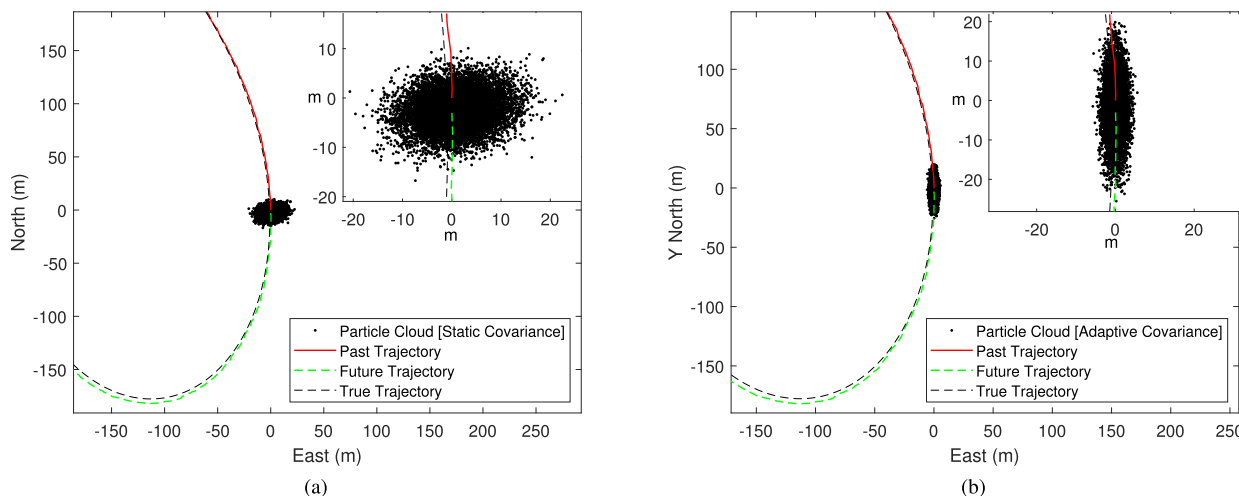 150
100
50
0
-50
-100
-150
North (m)
-150 -100 -50 0 50 100 150 200 250
East (m)
10
m 0
-10
-20
-20 -10 0 10 20
m
Particle Cloud [Static Covariance]
Past Trajectory
Future Trajectory
True Trajectory
(a)
100
50
0
-50
-100
-150
Y North (m)
-150 -100 -50 0 50 100 150 200 250
East (m)
20
10
m 0
-10
-20
-20 0 20
m
Particle Cloud [Adaptive Covariance]
Past Trajectory
Future Trajectory
True Trajectory
(b)